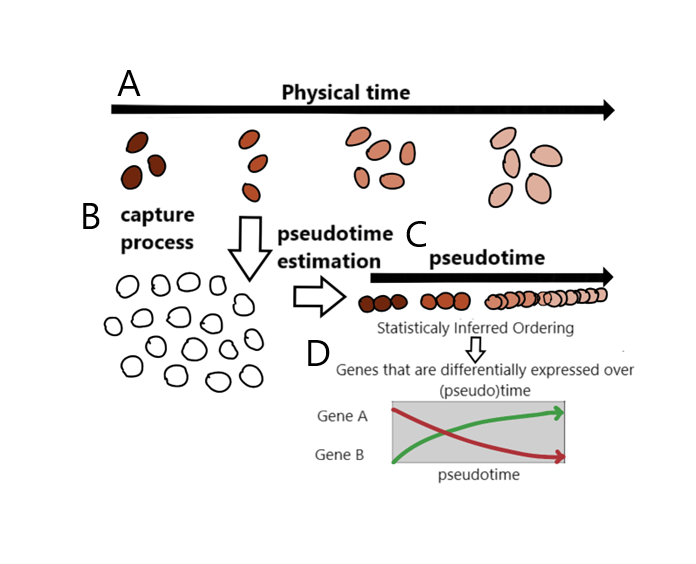 A
Physical time
B
capture
process
pseudotime
estimation
C
pseudotime
Statisticaly Inferred Ordering
D
Genes that are differentially expressed over
(pseudo)time
Gene A
Gene B
pseudotime